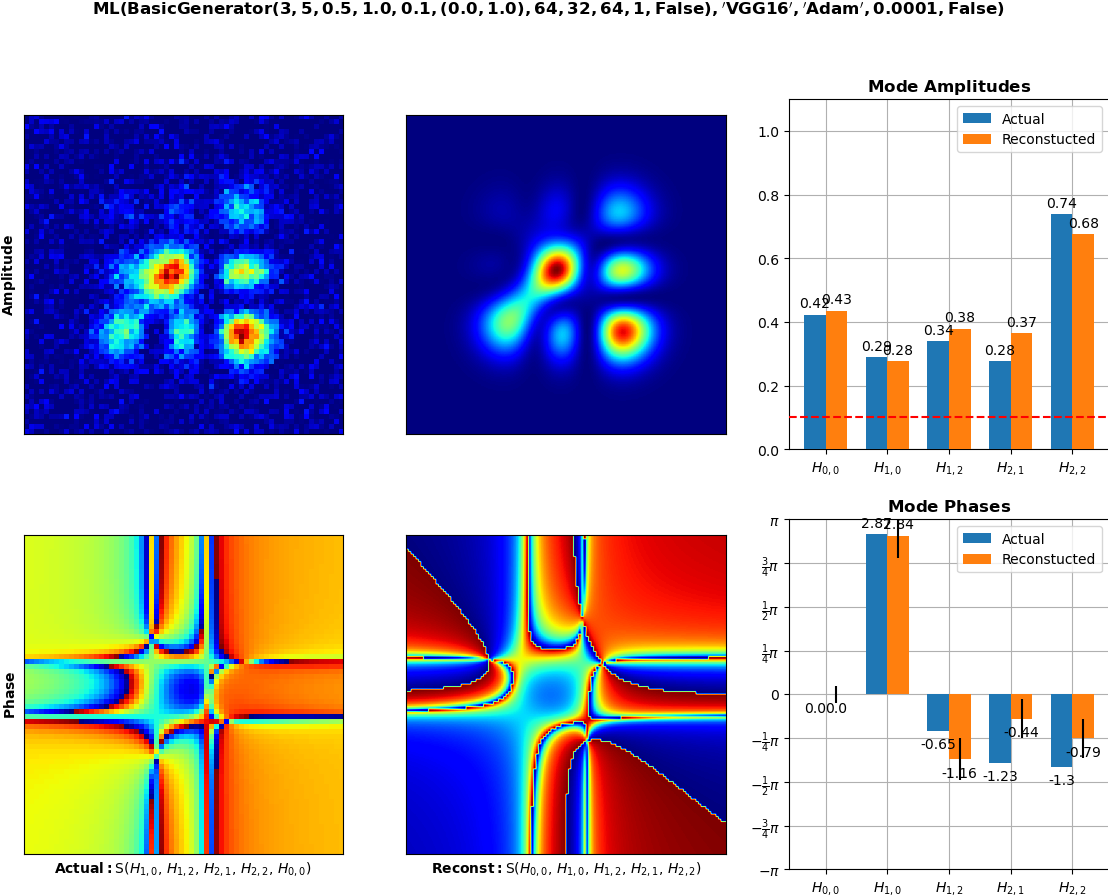 ML(BasicGenerator(3, 5, 0.5, 1.0, 0.1, (0.0, 1.0), 64, 32, 64, 1, False), ′VGG16′, ′Adam′, 0.0001, False)
Amplitude
Mode Amplitudes
Actual
Reconstucted
1.0
0.8
0.6
0.4
0.2
0.0
0.42
0.43
0.29
0.28
0.34
0.38
0.28
0.37
0.74
0.68
H0,0
H1,0
H1,2
H2,1
H2,2
Phase
Actual: S(H1,0, H1,2, H2,1, H2,2, H0,0)
Reconst: S(H0,0, H1,0, H1,2, H2,1, H2,2)
Mode Phases
Actual
Reconstucted
π
3/4π
1/2π
1/4π
0
−1/4π
−1/2π
−3/4π
−π
0.0
0.0
2.87
2.84
-0.65
-1.16
-1.23
-0.44
-1.3
-0.79
H0,0
H1,0
H1,2
H2,1
H2,2